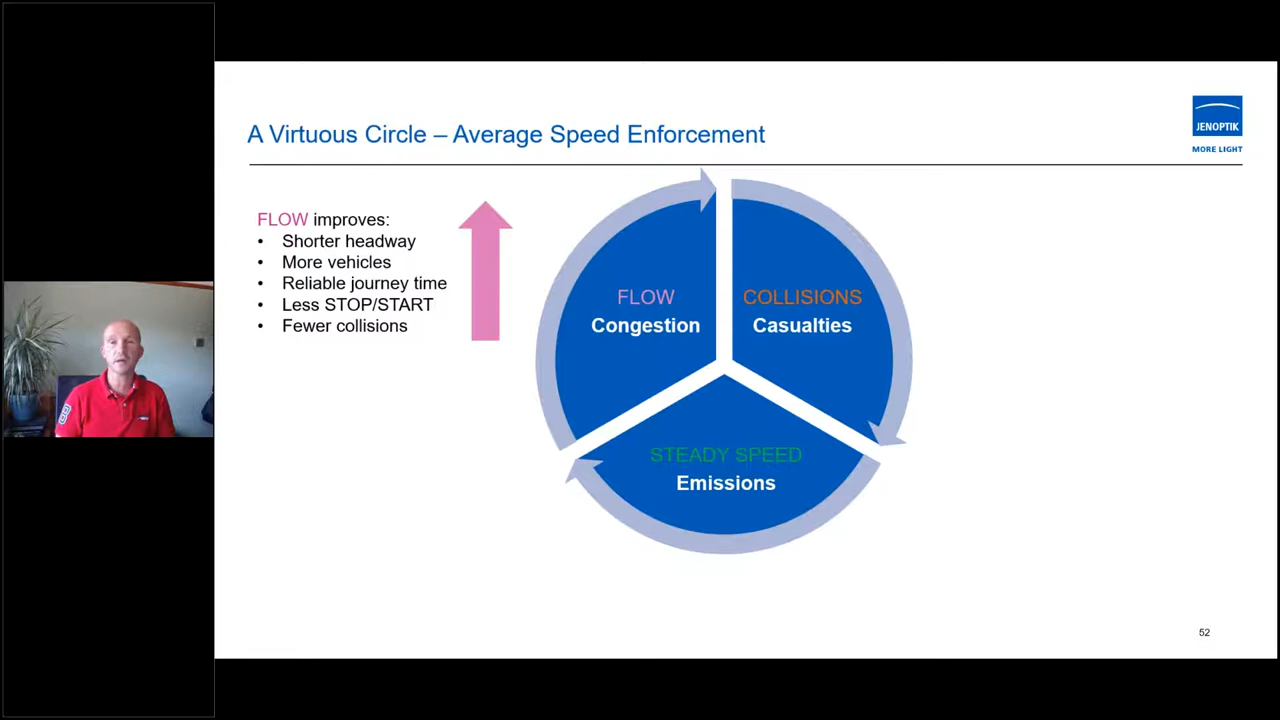 A Virtuous Circle – Average Speed Enforcement
JENOPTIK
MORE LIGHT
FLOW improves:
• Shorter headway
• More vehicles
• Reliable journey time
• Less STOP/START
• Fewer collisions
FLOW
Congestion
COLLISIONS
Casualties
STEADY SPEED
Emissions
52